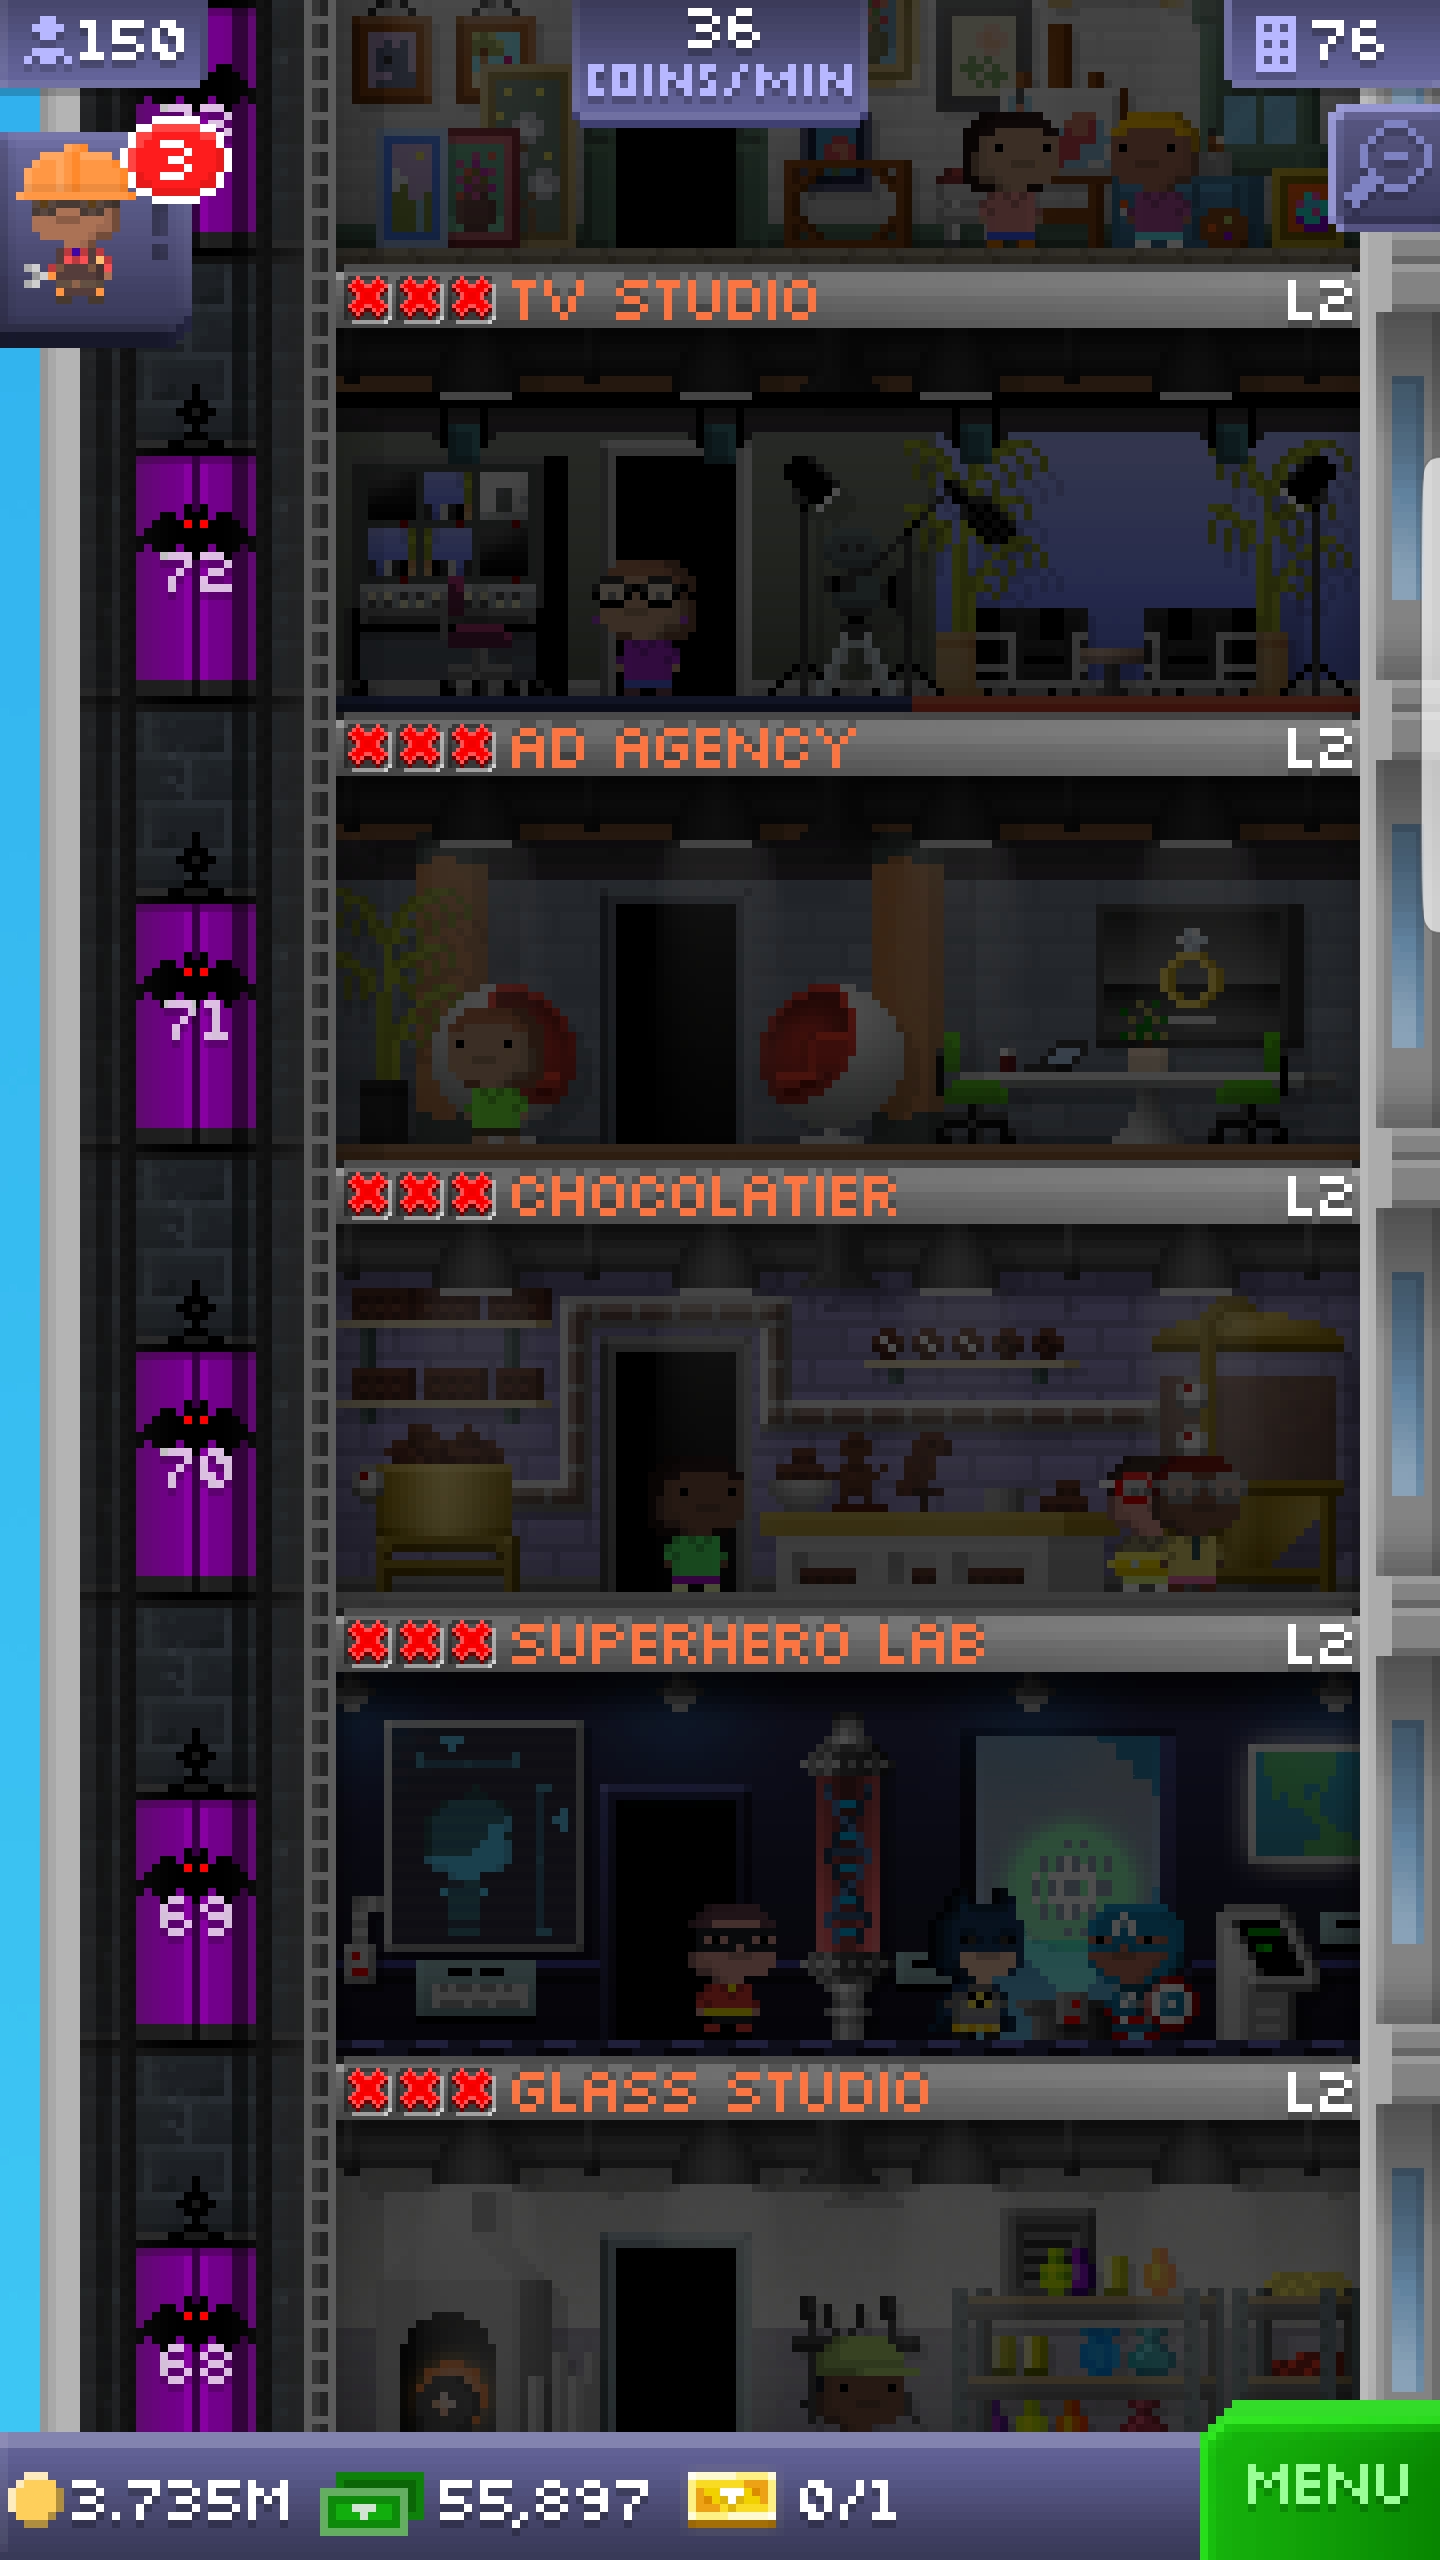 150
36
COINS/MIN
76
3
TV STUDIO L2
72
AD AGENCY L2
71
CHOCOLATIER L2
70
SUPERHERO LAB L2
69
GLASS STUDIO L2
68
3.735M 55,897 0/1
MENU